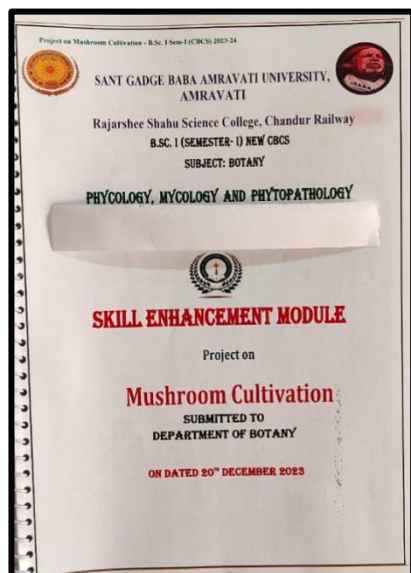 Project on Mushroom Cultivation - B.Sc. I Sem-I (CBCS) 2023-24
SANT GADGE BABA AMRAVATI UNIVERSITY,
AMRAVATI
Rajarshee Shahu Science College, Chandur Railway
B.SC. I (SEMESTER- I) NEW CBCS
SUBJECT: BOTANY
PHYCOLOGY, MYCOLOGY AND PHYTOPATHOLOGY
SKILL ENHANCEMENT MODULE
Project on
Mushroom Cultivation
SUBMITTED TO
DEPARTMENT OF BOTANY
ON DATED 20TH DECEMBER 2023